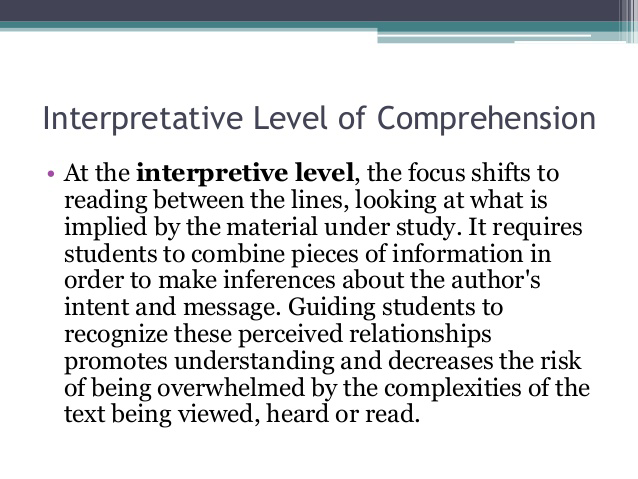 Interpretative Level of Comprehension
• At the interpretive level, the focus shifts to
reading between the lines, looking at what is
implied by the material under study. It requires
students to combine pieces of information in
order to make inferences about the author's
intent and message. Guiding students to
recognize these perceived relationships
promotes understanding and decreases the risk
of being overwhelmed by the complexities of the
text being viewed, heard or read.